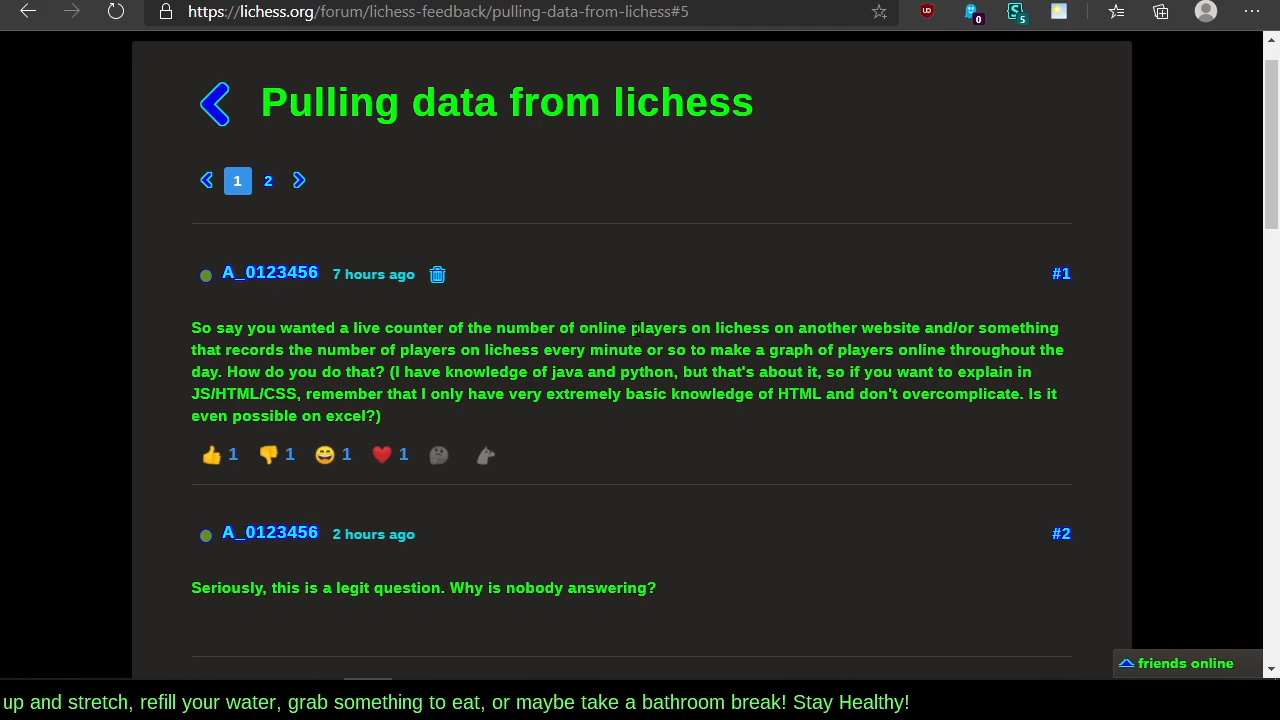 https://lichess.org/forum/lichess-feedback/pulling-data-from-lichess#5
UD
0
S
5
Pulling data from lichess
1 2
A_0123456 7 hours ago #1
So say you wanted a live counter of the number of online players on lichess on another website and/or something
that records the number of players on lichess every minute or so to make a graph of players online throughout the
day. How do you do that? (I have knowledge of java and python, but that's about it, so if you want to explain in
JS/HTML/CSS, remember that I only have very extremely basic knowledge of HTML and don't overcomplicate. Is it
even possible on excel?)
1 1 1 1
A_0123456 2 hours ago #2
Seriously, this is a legit question. Why is nobody answering?
friends online
up and stretch, refill your water, grab something to eat, or maybe take a bathroom break! Stay Healthy!